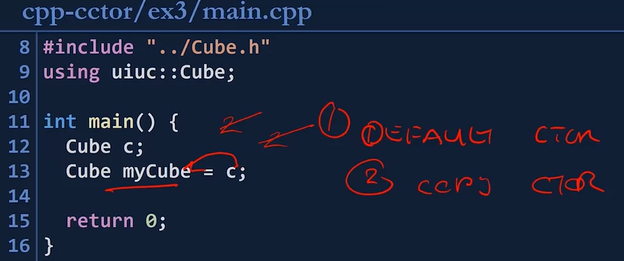 cpp-cctor/ex3/main.cpp
8 #include "../Cube.h"
9 using uiuc::Cube;
10
11 int main() {
12 Cube c;
13 Cube myCube = c;
14
15 return 0;
16 }
① DEFAULT CTOR
② COPY CTOR